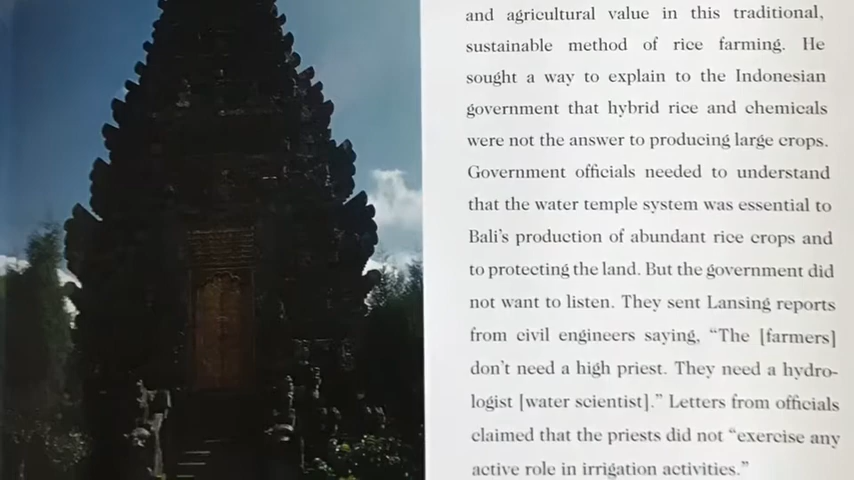 and agricultural value in this traditional,
sustainable method of rice farming. He
sought a way to explain to the Indonesian
government that hybrid rice and chemicals
were not the answer to producing large crops.
Government officials needed to understand
that the water temple system was essential to
Bali's production of abundant rice crops and
to protecting the land. But the government did
not want to listen. They sent Lansing reports
from civil engineers saying, “The [farmers]
don't need a high priest. They need a hydro-
logist [water scientist].” Letters from officials
claimed that the priests did not “exercise any
active role in irrigation activities.”